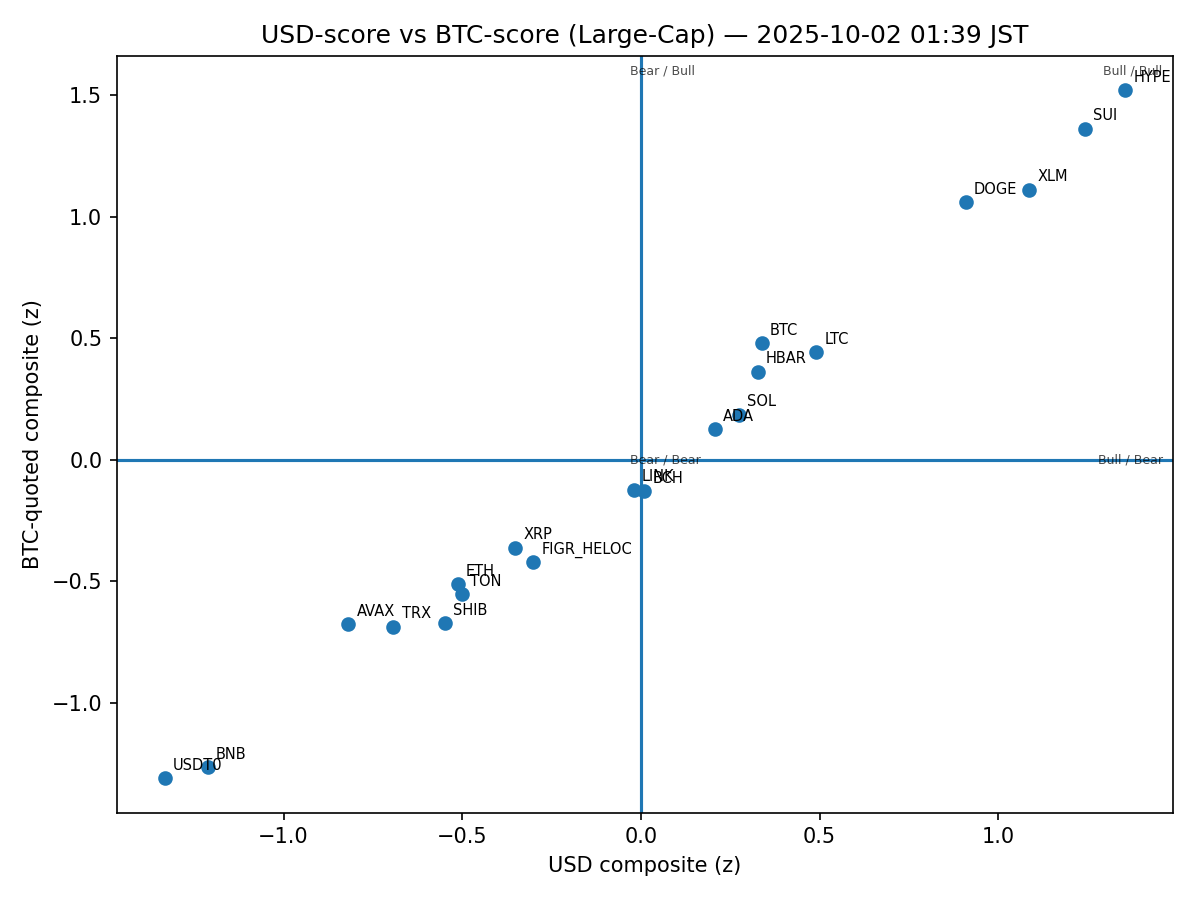 USD-score vs BTC-score (Large-Cap) — 2025-10-02 01:39 JST
Bear / Bull
Bull / Bull
HYPE
SUI
XLM
DOGE
BTC
LTC
HBAR
SOL
ADA
Bear / Bear
Bull / Bear
LINK
BCH
XRP
FIGR_HELOC
ETH
TON
SHIB
AVAX
TRX
BNB
USDT0
1.5
1.0
0.5
0.0
−0.5
−1.0
BTC-quoted composite (z)
−1.0
−0.5
0.0
0.5
1.0
USD composite (z)